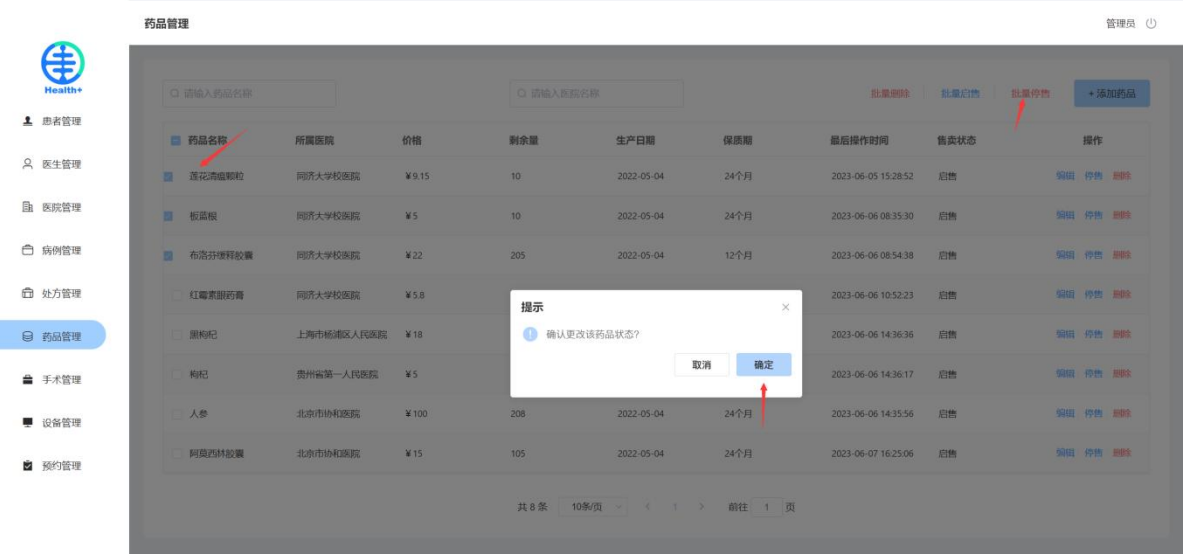 药品管理
管理员
Health+
患者管理
医生管理
医院管理
病例管理
处方管理
药品管理
手术管理
设备管理
预约管理
请输入药品名称
请输入医院名称
批量删除 批量启售 批量停售 +添加药品
药品名称 所属医院 价格 剩余量 生产日期 保质期 最后操作时间 售卖状态 操作
莲花清瘟颗粒 同济大学校医院 ¥9.15 10 2022-05-04 24个月 2023-06-05 15:28:52 启售 编辑 停售 删除
板蓝根 同济大学校医院 ¥5 10 2022-05-04 24个月 2023-06-06 08:35:30 启售 编辑 停售 删除
布洛芬缓释胶囊 同济大学校医院 ¥22 205 2022-05-04 12个月 2023-06-06 08:54:38 启售 编辑 停售 删除
红霉素眼药膏 同济大学校医院 ¥5.8 2023-06-06 10:52:23 启售 编辑 停售 删除
黑枸杞 上海市杨浦区人民医院 ¥18 2023-06-06 14:36:36 启售 编辑 停售 删除
枸杞 贵州省第一人民医院 ¥5 2023-06-06 14:36:17 启售 编辑 停售 删除
人参 北京市协和医院 ¥100 208 2022-05-04 24个月 2023-06-06 14:35:56 启售 编辑 停售 删除
阿莫西林胶囊 北京市协和医院 ¥15 105 2022-05-04 24个月 2023-06-07 16:25:06 启售 编辑 停售 删除
提示
确认更改该药品状态?
取消 确定
共 8 条 10条/页 1 前往 1 页